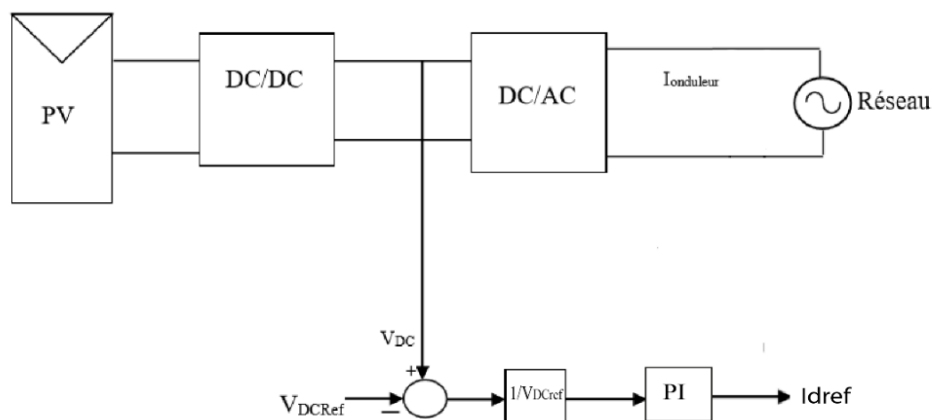 PV
DC/DC
DC/AC
Ionduleur
Réseau
VDC
+
VDCRef
−
1/VDCref
PI
Idref